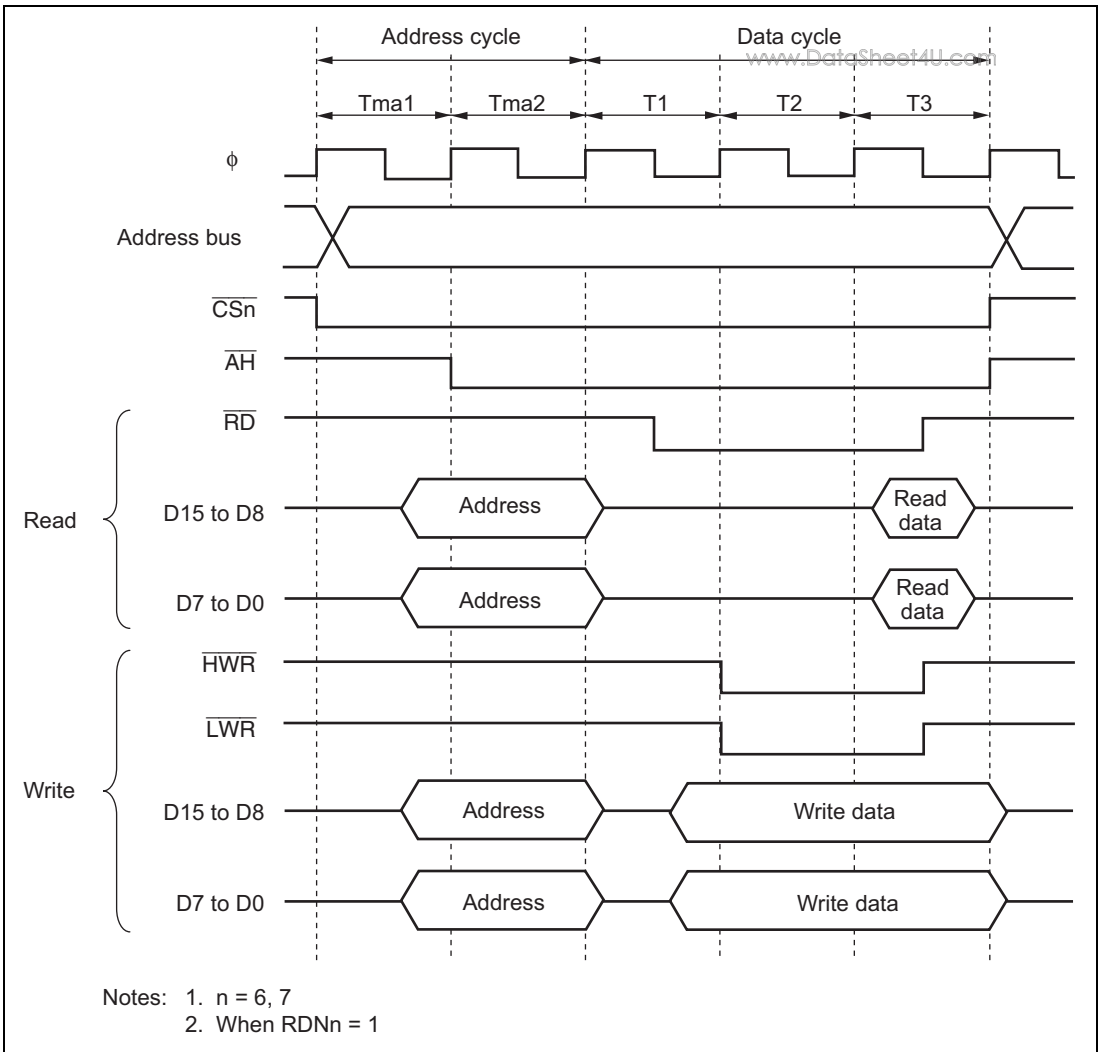 Address cycle
Data cycle
www.DataSheet4U.com
Tma1
Tma2
T1
T2
T3
ϕ
Address bus
CSn
AH
RD
Read
D15 to D8
Address
Read
data
D7 to D0
Address
Read
data
HWR
LWR
Write
D15 to D8
Address
Write data
D7 to D0
Address
Write data
Notes: 1. n = 6, 7
2. When RDNn = 1